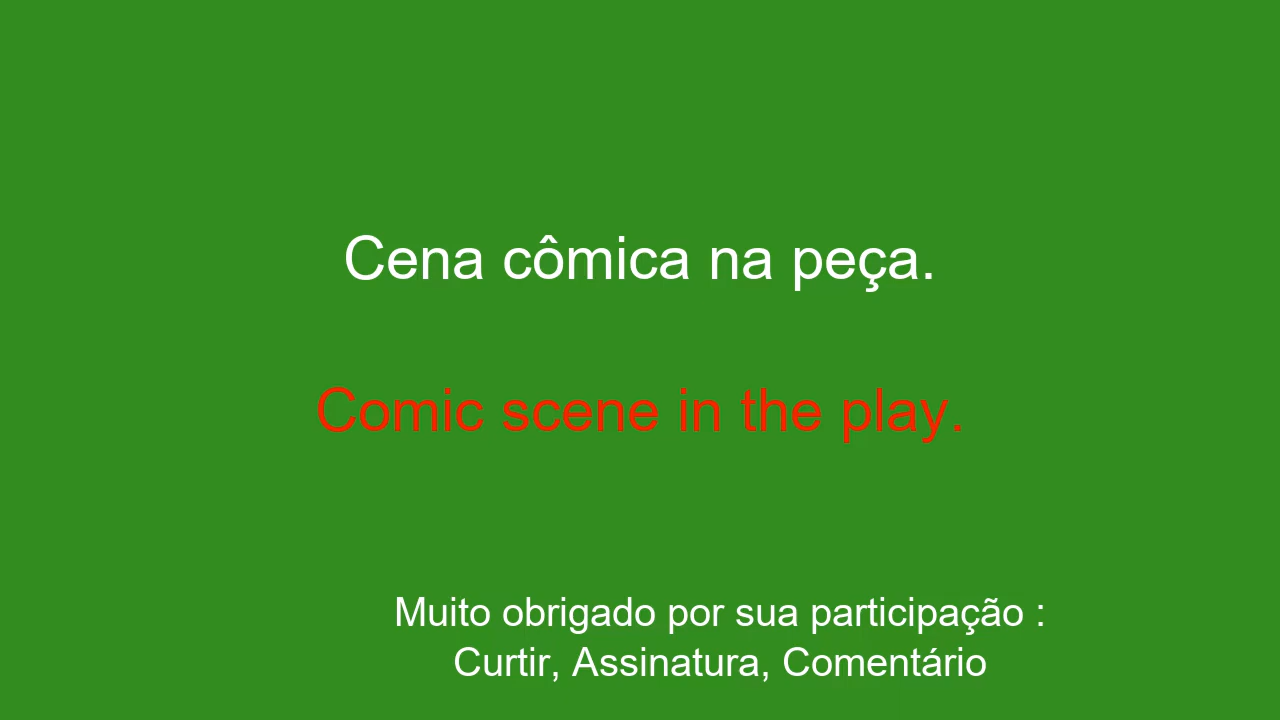 Cena cômica na peça.
Comic scene in the play.
Muito obrigado por sua participação :
Curtir, Assinatura, Comentário